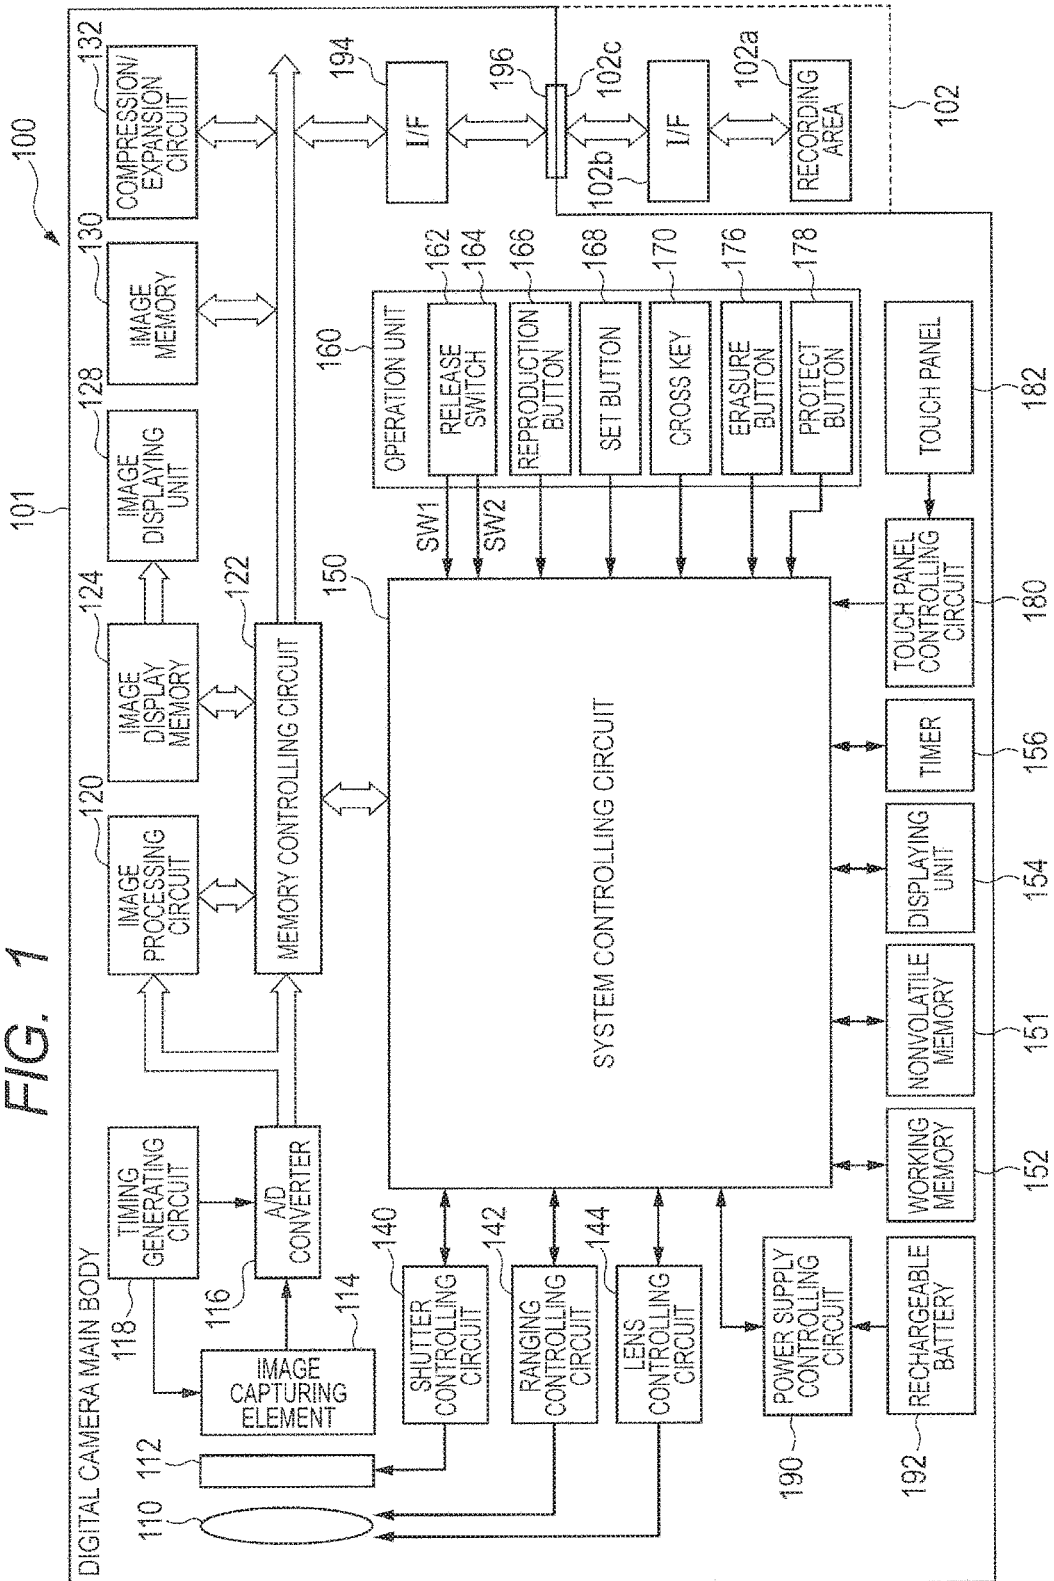 FIG. 1
100
101
DIGITAL CAMERA MAIN BODY
110
112
IMAGE
CAPTURING
ELEMENT
114
TIMING
GENERATING
CIRCUIT
118
A/D
CONVERTER
116
IMAGE
PROCESSING
CIRCUIT
120
IMAGE
DISPLAY
MEMORY
124
IMAGE
DISPLAYING
UNIT
128
IMAGE
MEMORY
130
COMPRESSION/
EXPANSION
CIRCUIT
132
MEMORY CONTROLLING CIRCUIT
122
I/F
194
196
102c
I/F
102b
RECORDING
AREA
102a
102
SHUTTER
CONTROLLING
CIRCUIT
140
RANGING
CONTROLLING
CIRCUIT
142
LENS
CONTROLLING
CIRCUIT
144
SYSTEM CONTROLLING CIRCUIT
150
SW1
SW2
OPERATION UNIT
160
RELEASE
SWITCH
162
164
REPRODUCTION
BUTTON
166
SET BUTTON
168
CROSS KEY
170
ERASURE
BUTTON
176
PROTECT
BUTTON
178
POWER SUPPLY
CONTROLLING
CIRCUIT
190
RECHARGEABLE
BATTERY
192
WORKING
MEMORY
152
NONVOLATILE
MEMORY
151
DISPLAYING
UNIT
154
TIMER
156
TOUCH PANEL
CONTROLLING
CIRCUIT
180
TOUCH PANEL
182